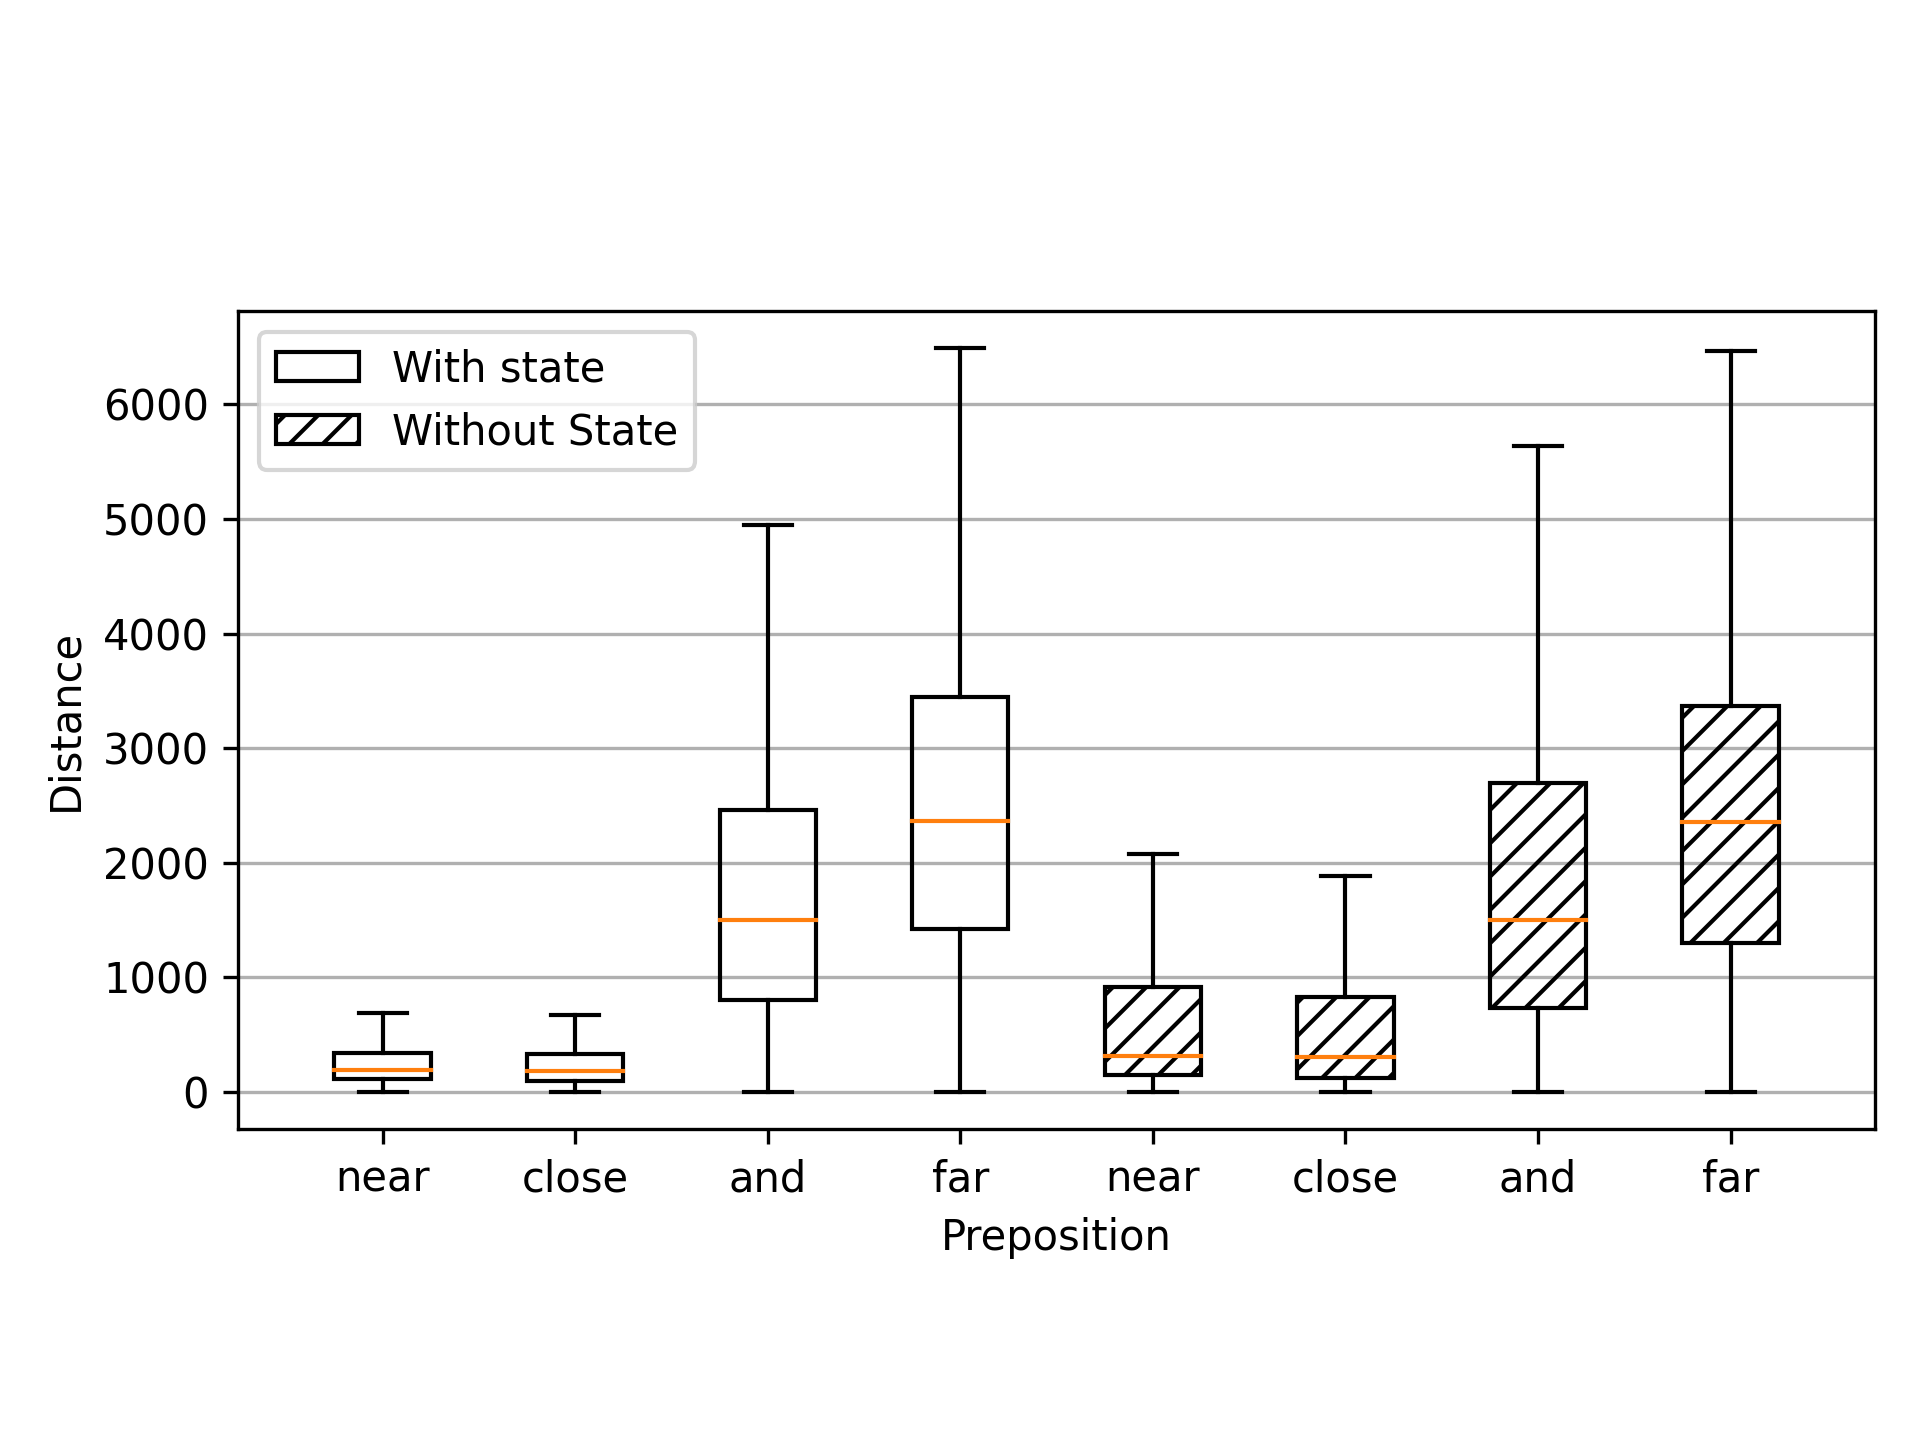 With state
Without State
6000
5000
4000
3000
2000
1000
0
Distance
near close and far near close and far
Preposition